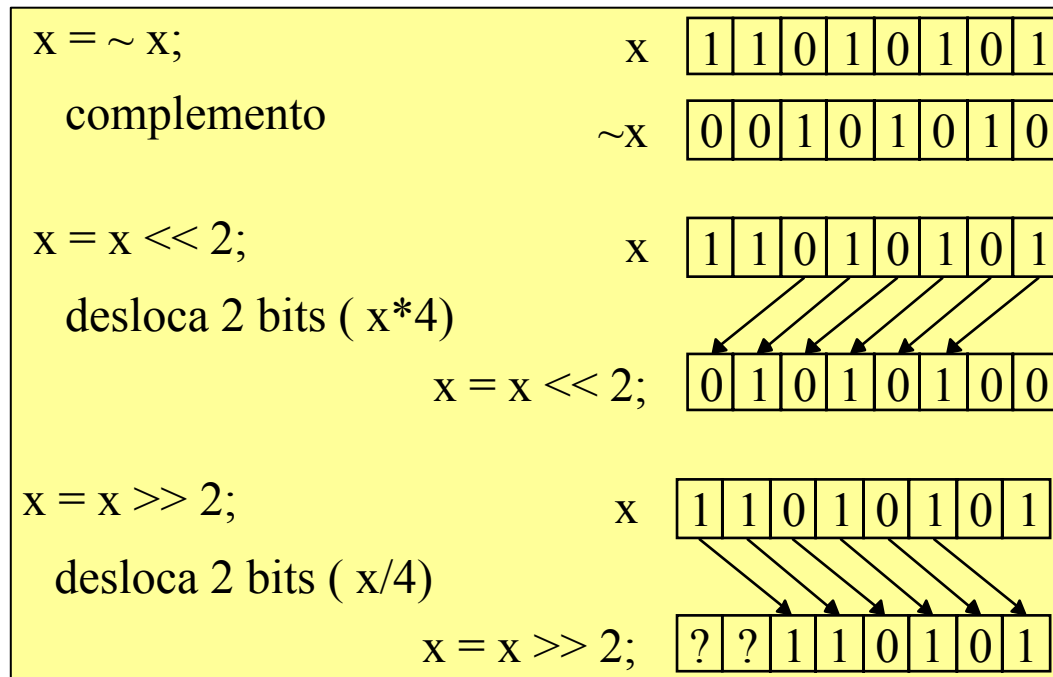 x = ~ x; x 1 1 0 1 0 1 0 1
complemento ~x 0 0 1 0 1 0 1 0
x = x << 2; x 1 1 0 1 0 1 0 1
desloca 2 bits ( x*4)
x = x << 2; 0 1 0 1 0 1 0 0
x = x >> 2; x 1 1 0 1 0 1 0 1
desloca 2 bits ( x/4)
x = x >> 2; ? ? 1 1 0 1 0 1